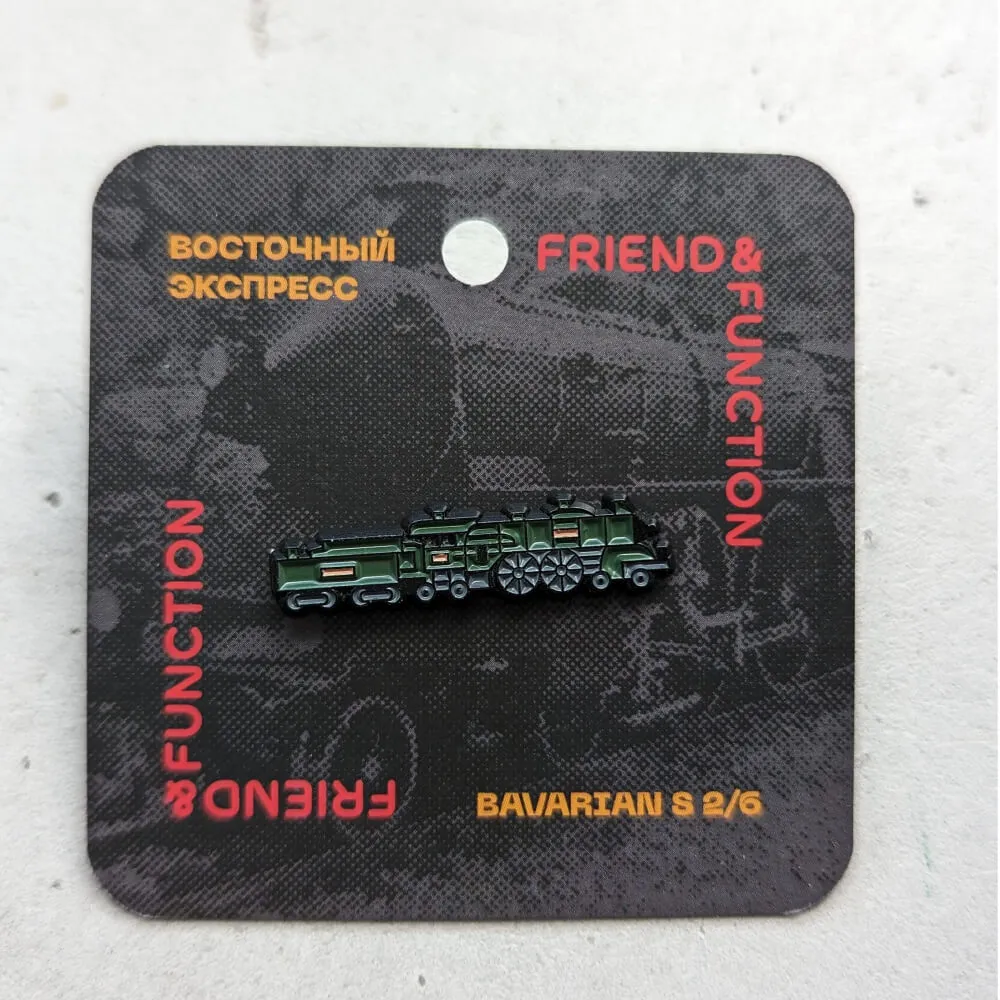 ВОСТОЧНЫЙ
ЭКСПРЕСС
FRIEND&
FUNCTION
FRIEND
&FUNCTION
BAVARIAN S 2/6